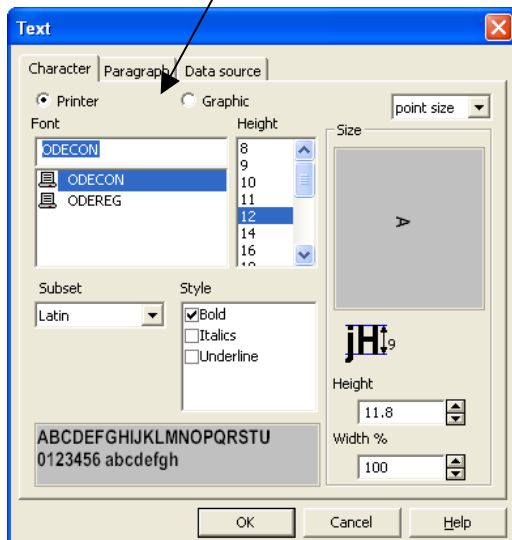 Text
Character Paragraph Data source
Printer Graphic point size
Font Height Size
ODECON
ODECON
ODEREG
8
9
10
11
12
14
16
A
Subset Style
Latin
Bold
Italics
Underline
jH 9
Height
11.8
Width %
100
ABCDEFGHIJKLMNOPQRSTU
0123456 abcdefgh
OK Cancel Help